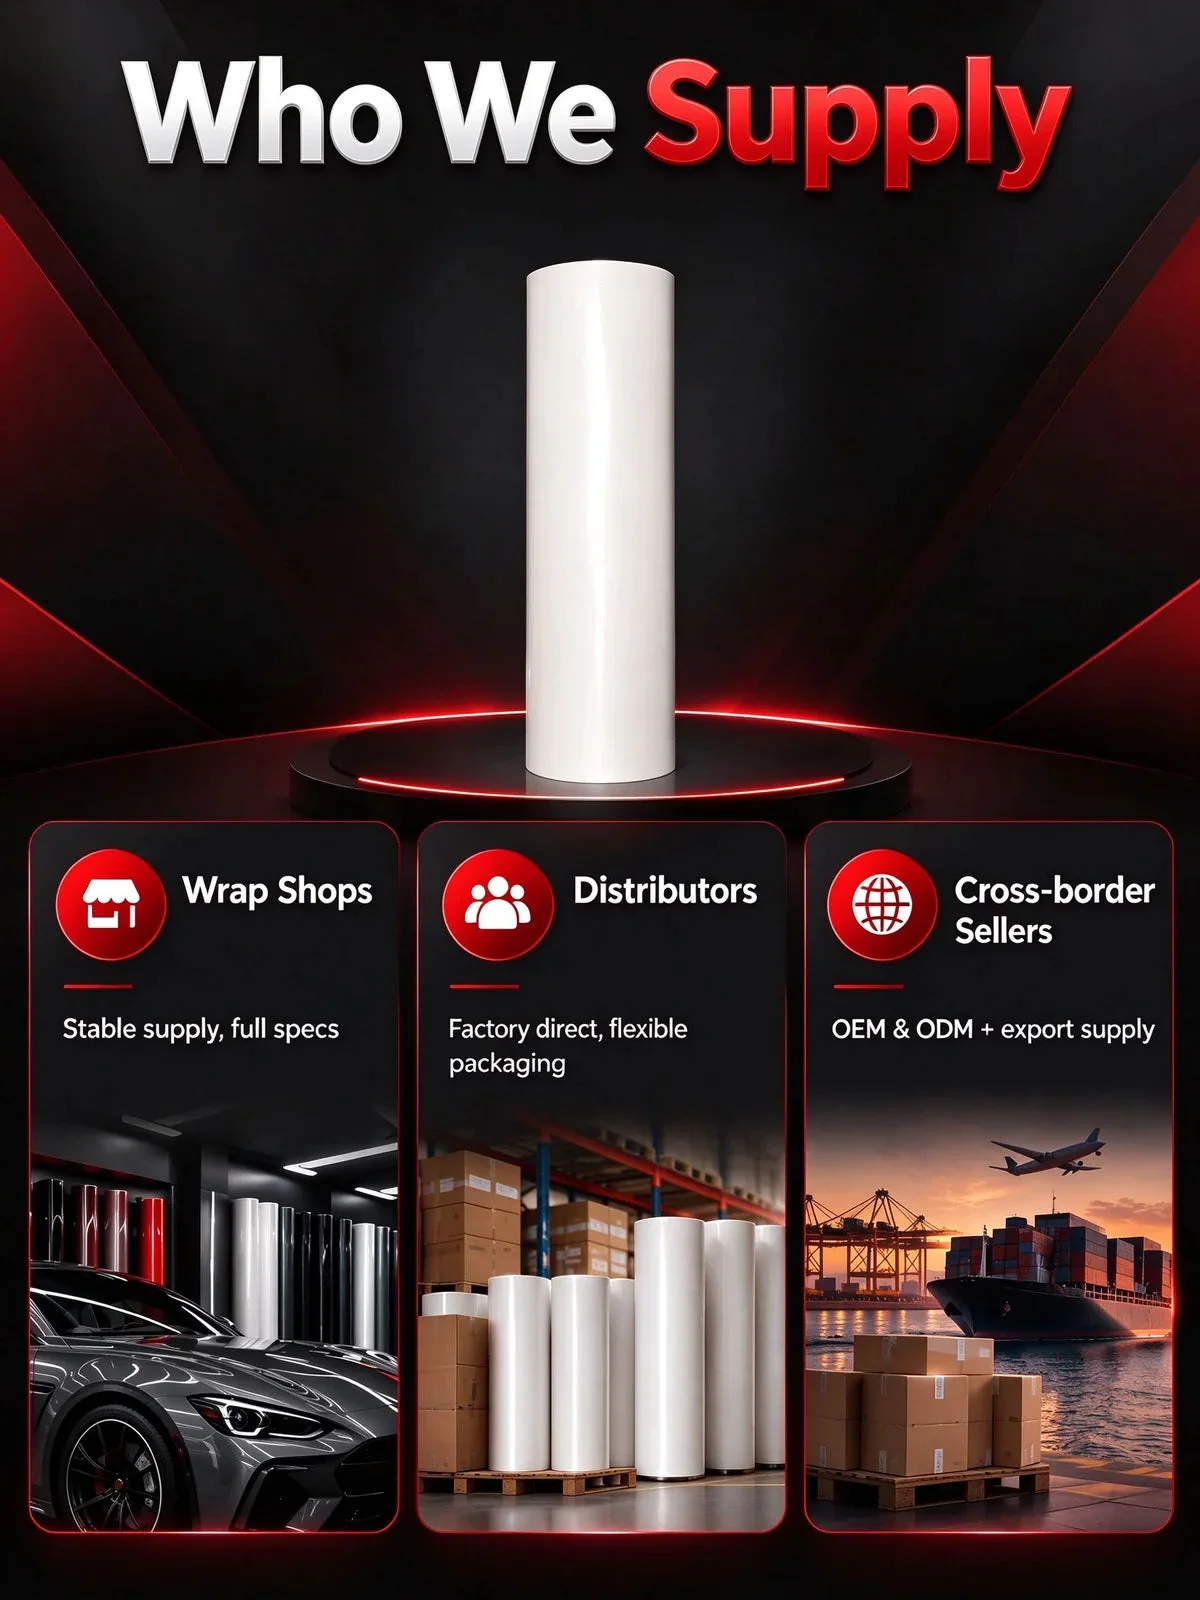 Who We Supply
Wrap Shops
Stable supply, full specs
Distributors
Factory direct, flexible
packaging
Cross-border
Sellers
OEM & ODM + export supply